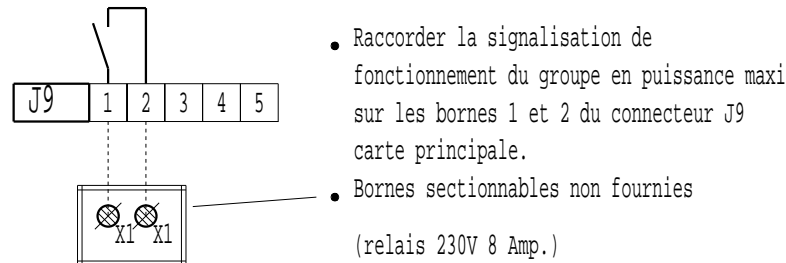 Raccorder la signalisation de
fonctionnement du groupe en puissance maxi
sur les bornes 1 et 2 du connecteur J9
carte principale.
J9 1 2 3 4 5
Bornes sectionnables non fournies
X1 X1
(relais 230V 8 Amp.)